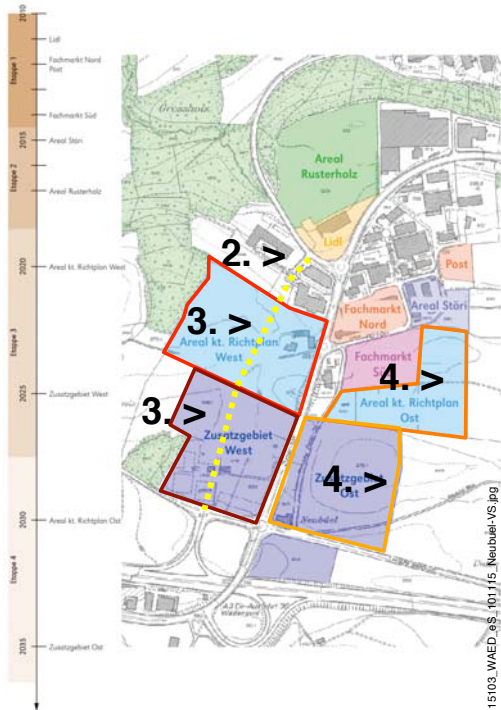 2010
Lidl
Fachmarkt Nord
Post
Etappe 1
Fachmarkt Süd
2015
Areal Störi
Etappe 2
Areal Rusterholz
2020
Areal kt. Richtplan West
Etappe 3
2025
Zusatzgebiet West
2030
Areal kt. Richtplan Ost
Etappe 4
2035
Zusatzgebiet Ost
Areal
Rusterholz
Lidl
2. >
Post
3. >
Areal kt. Richtplan
West
Fachmarkt
Nord
Areal Störi
Fachmarkt
4. >
Areal kt. Richtplan
Ost
3. >
Zusatzgebiet
West
Zusatzgebiet
Ost
4. >
Neubüel
15103_WAED_eS_101115_Neubuel-VS.jpg